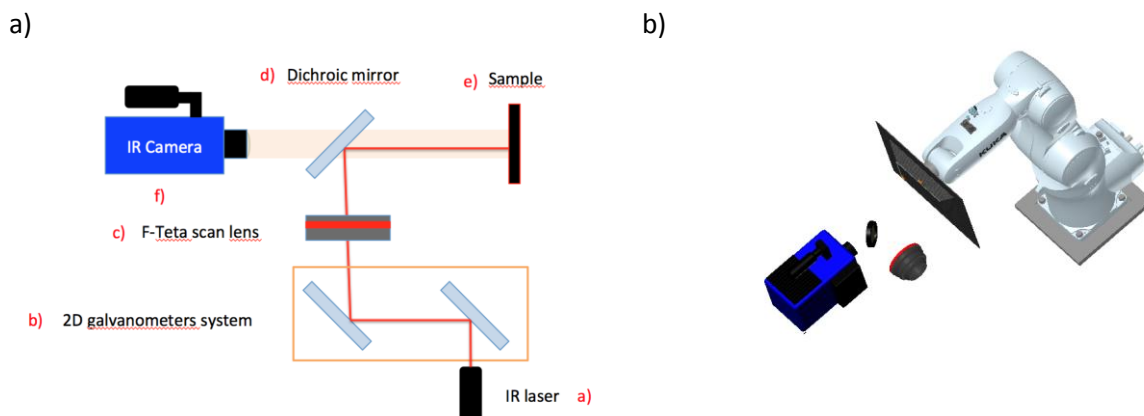 a)
b)
d) Dichroic mirror
e) Sample
IR Camera
f)
c) F-Teta scan lens
b) 2D galvanometers system
IR laser a)
KUKA